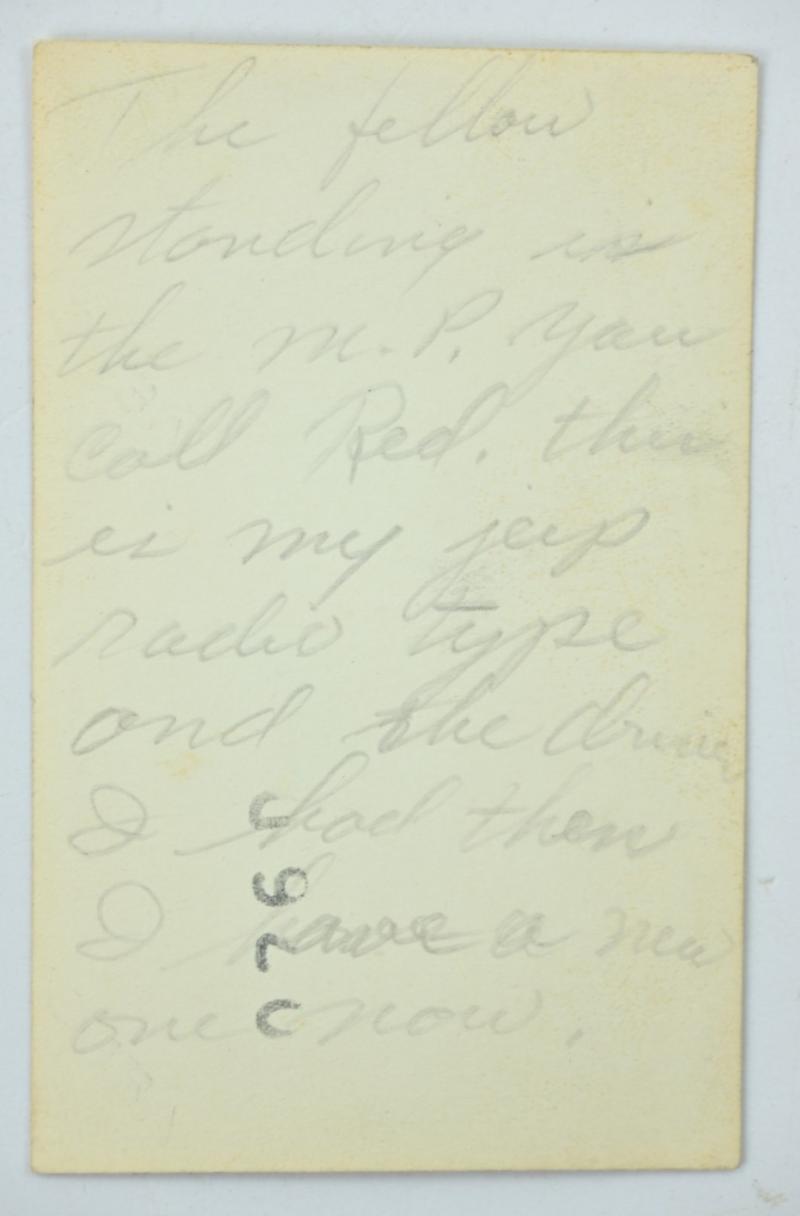 The fellow
standing is
the M.P. you
call Red. this
is my jeep
radio type
and the driver
I had then
I have a new
one now.